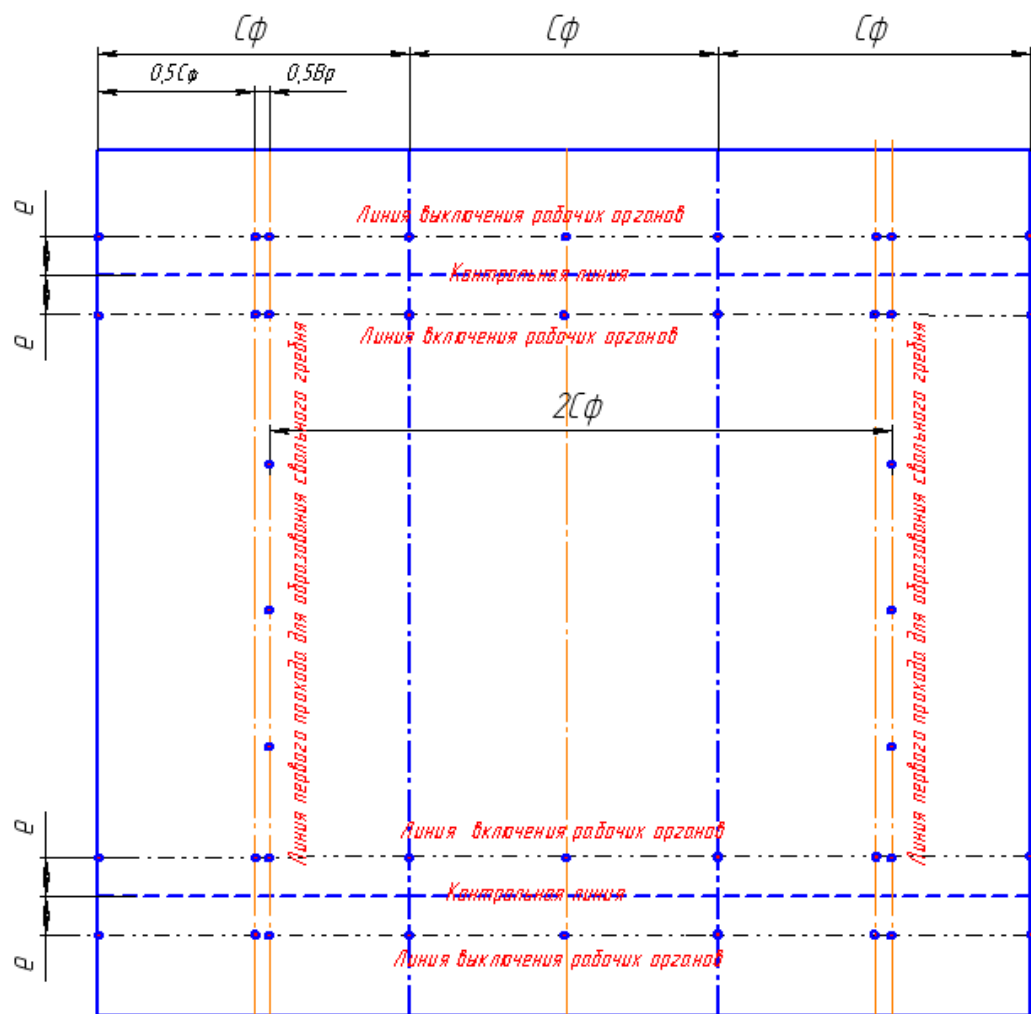 Сф Сф Сф
0,5Сф 0,5Вр
е
Линия выключения рабочих органов
Контрольная линия
е
Линия включения рабочих органов
2Сф
Линия первого прохода для образования свального гребня
Линия первого прохода для образования свального гребня
е
Линия включения рабочих органов
Контрольная линия
е
Линия выключения рабочих органов